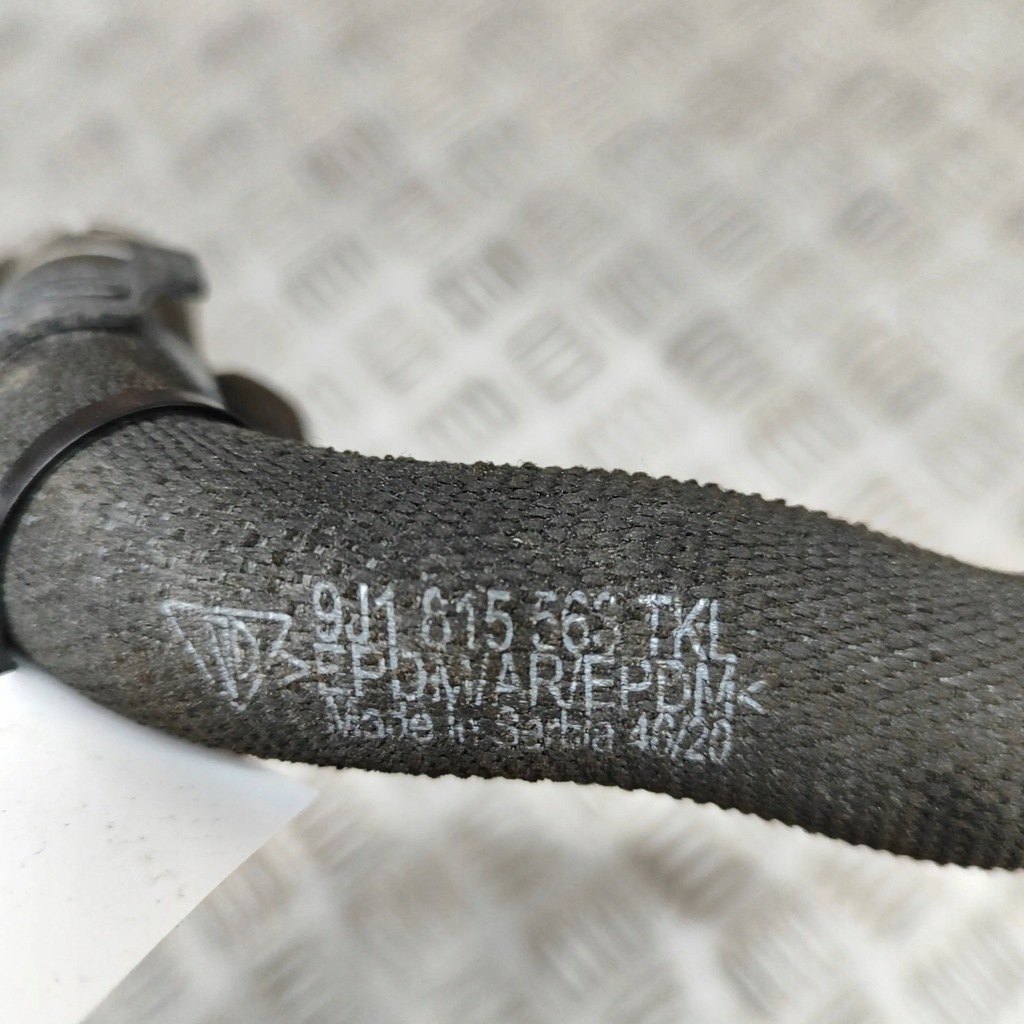 9J1 815 563 TKL
>EPDM/AR/EPDM<
Made in Serbia 46/20